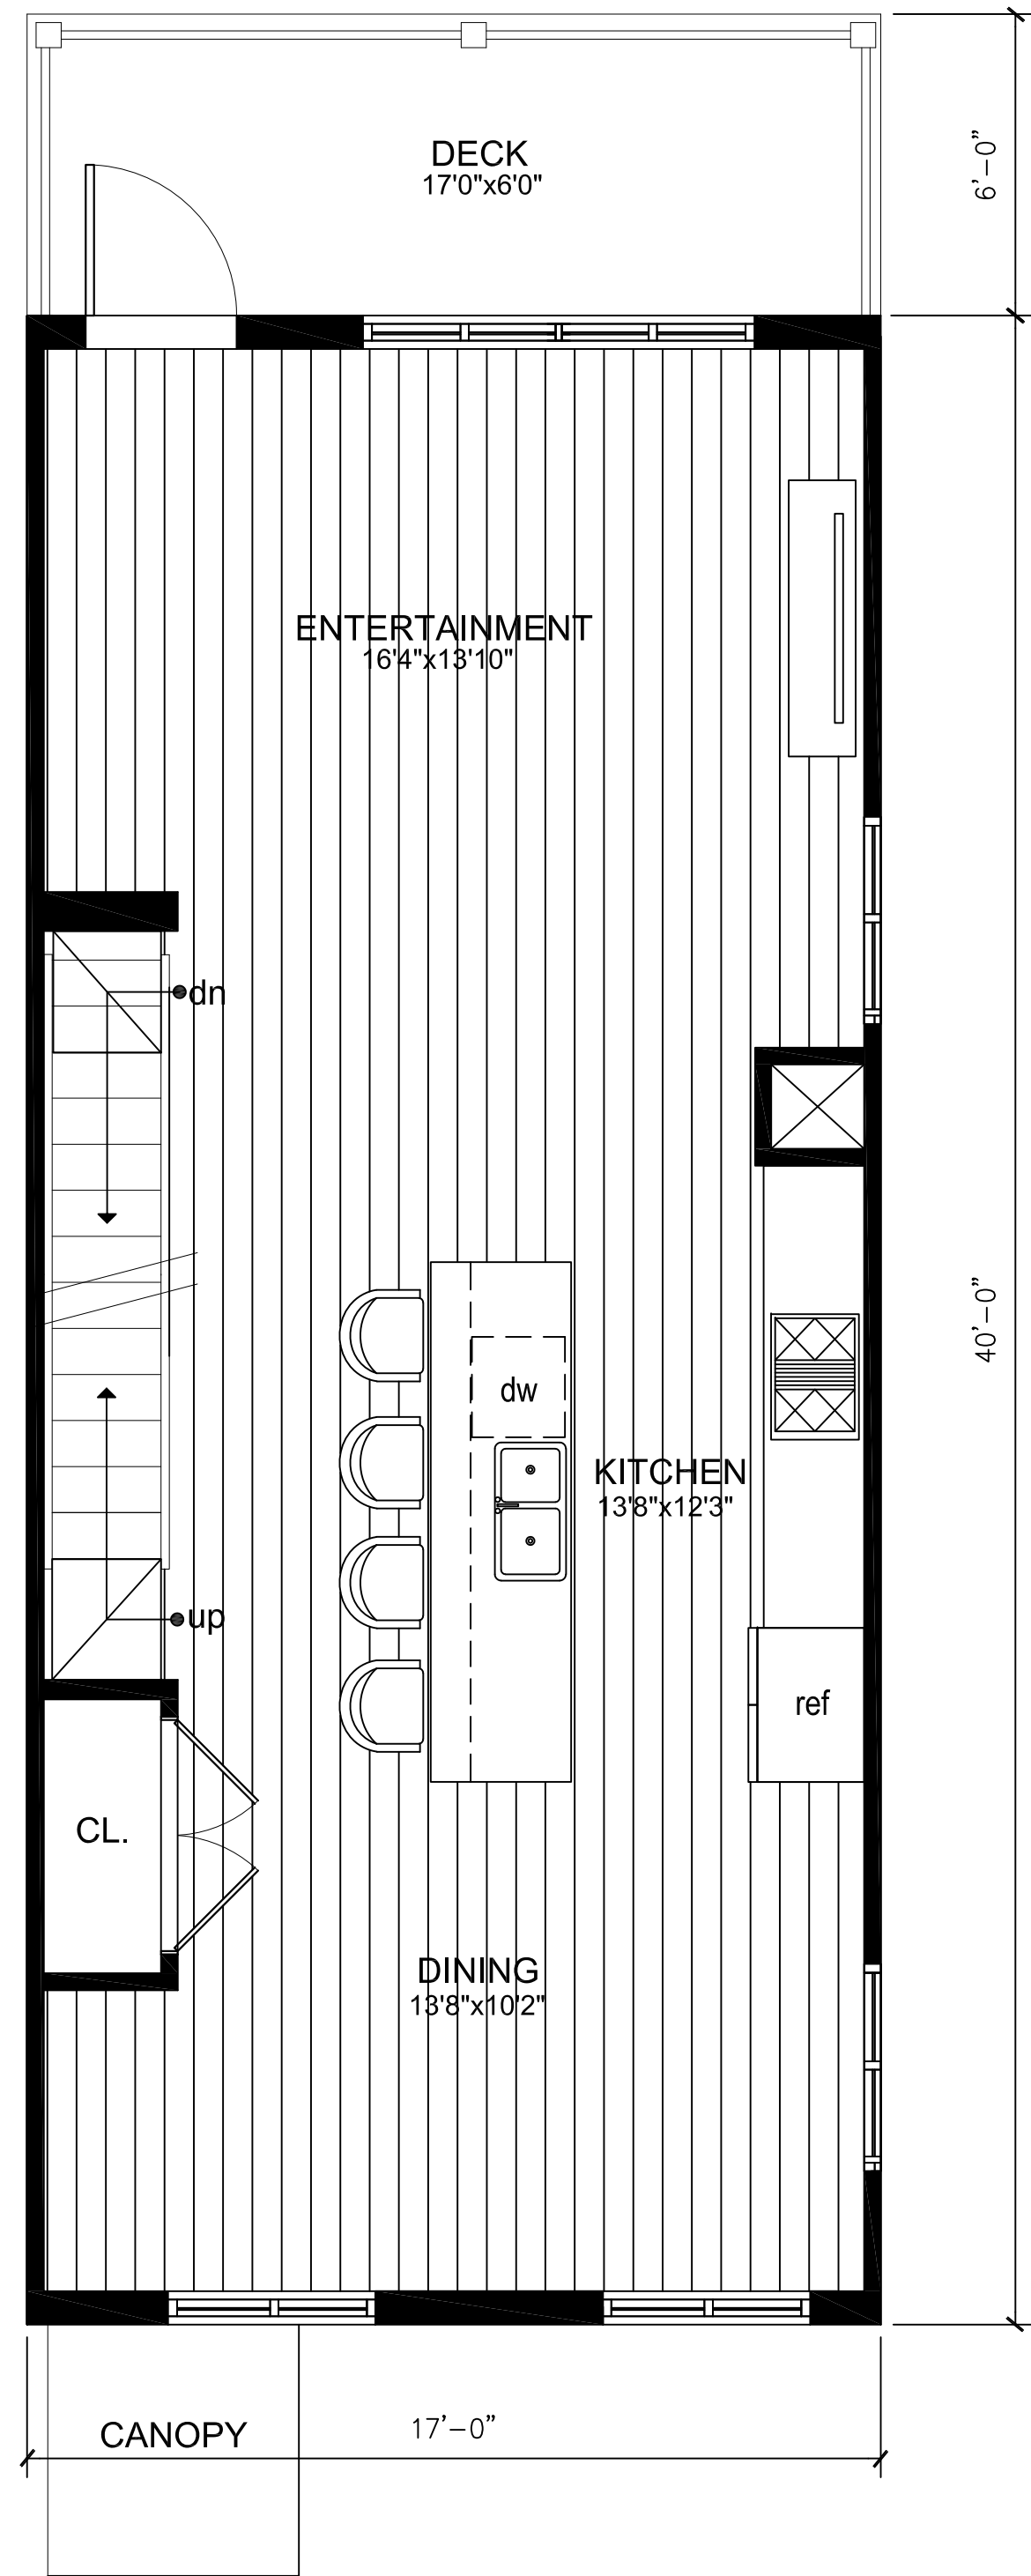 DECK
17'0"x6'0"
6'-0"
ENTERTAINMENT
16'4"x13'10"
dn
40'-0"
dw
KITCHEN
13'8"x12'3"
up
ref
CL.
DINING
13'8"x10'2"
CANOPY
17'-0"